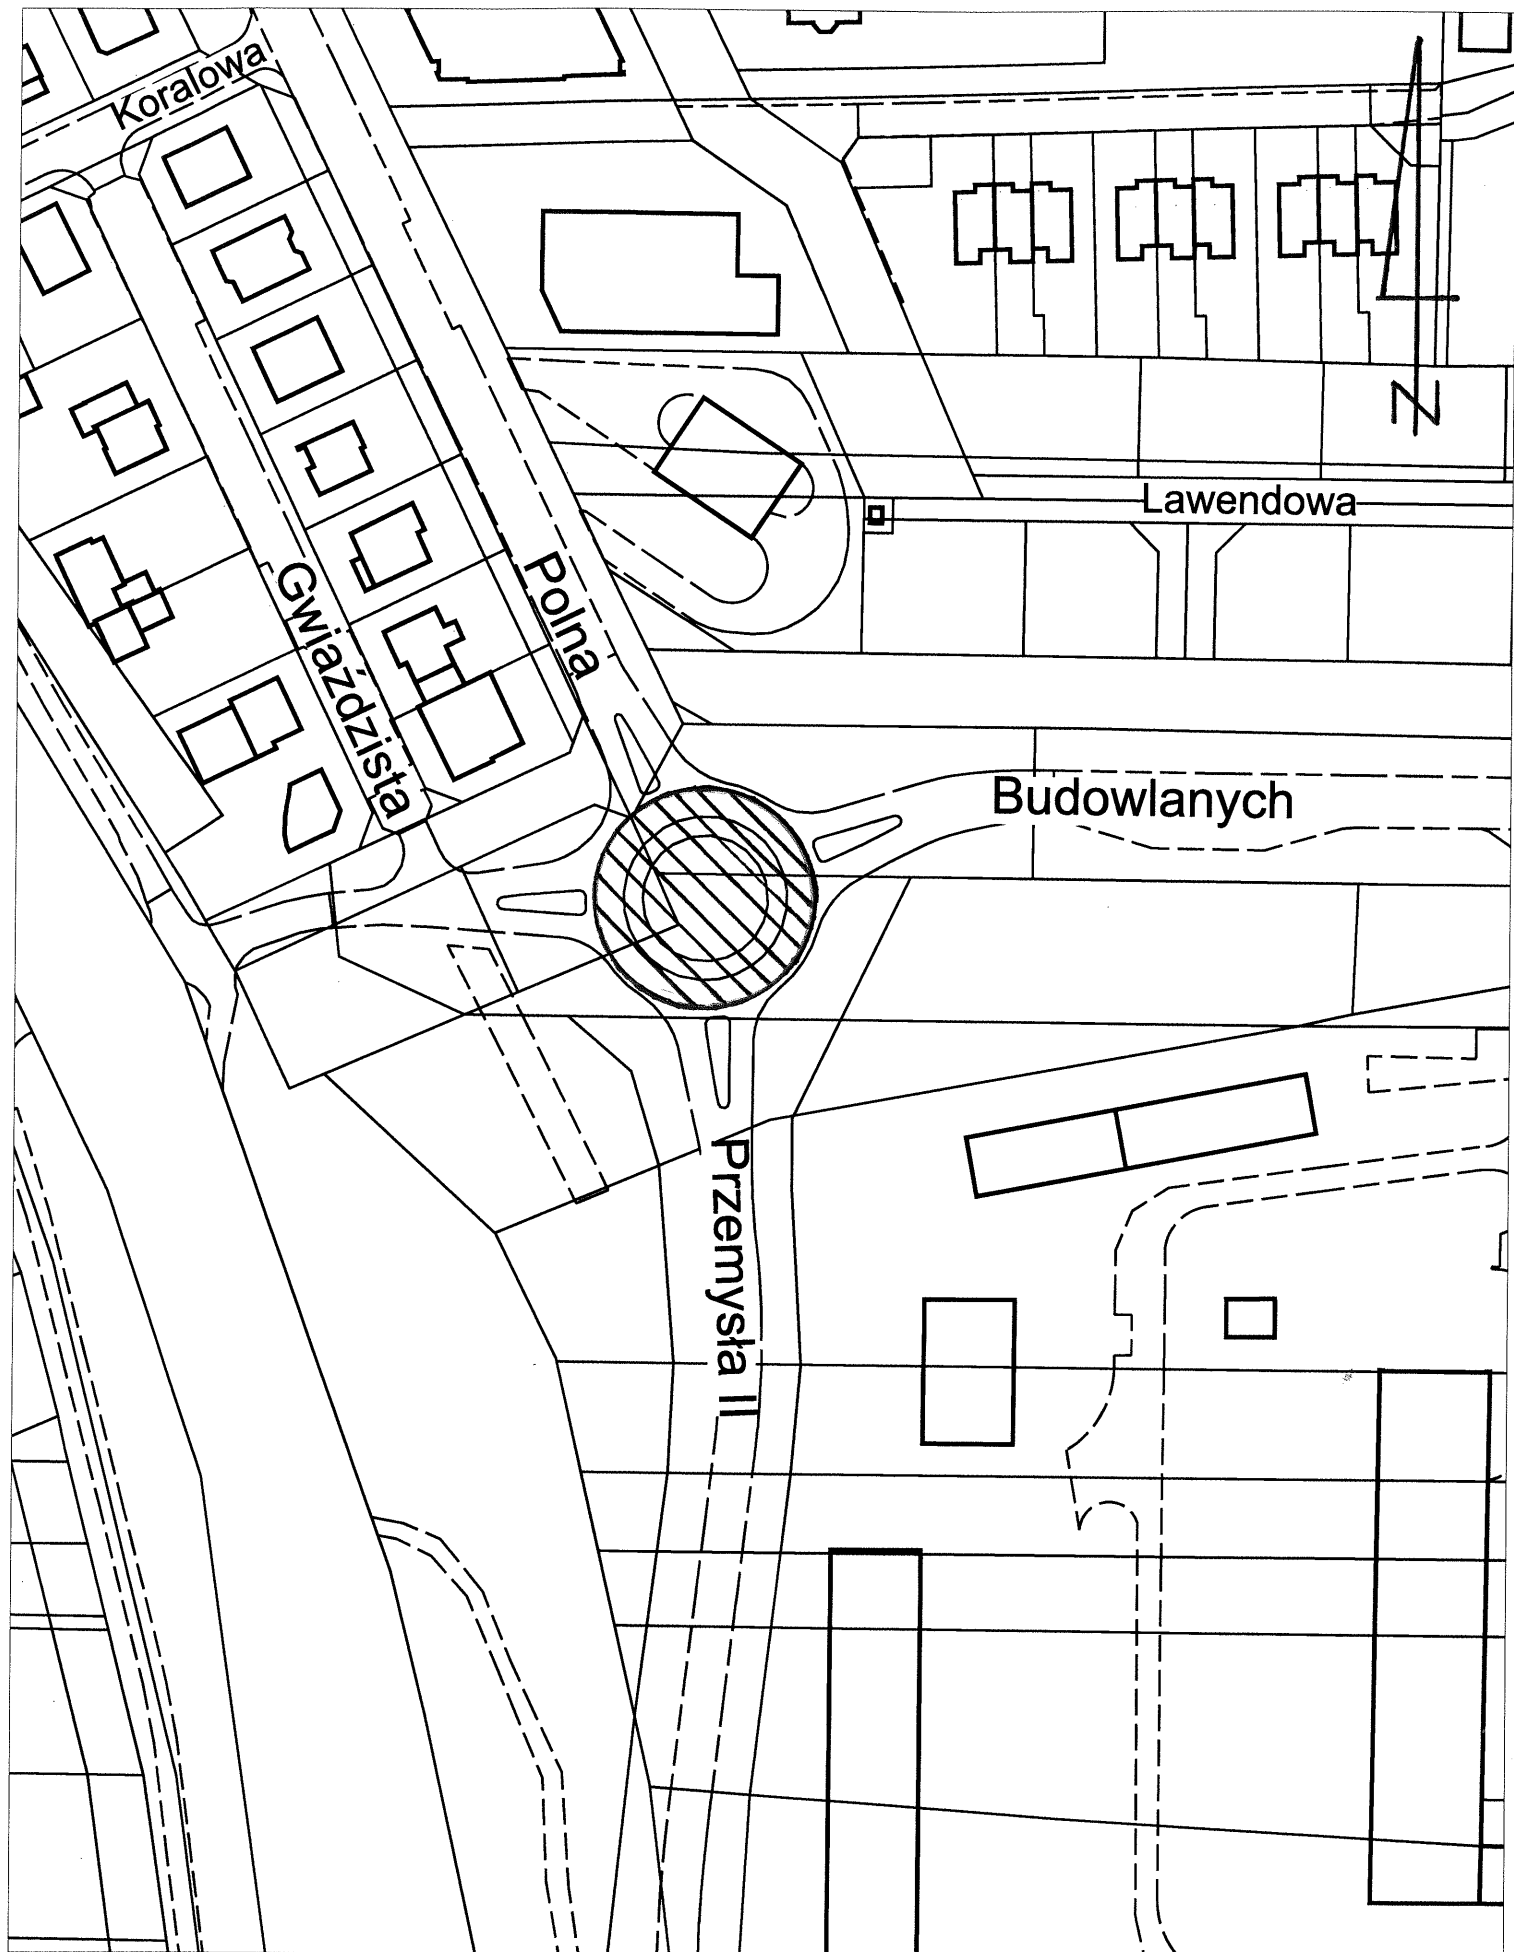 Koralowa
N
Lawendowa
Polna
Gwiaździsta
Budowlanych
Przemysła II